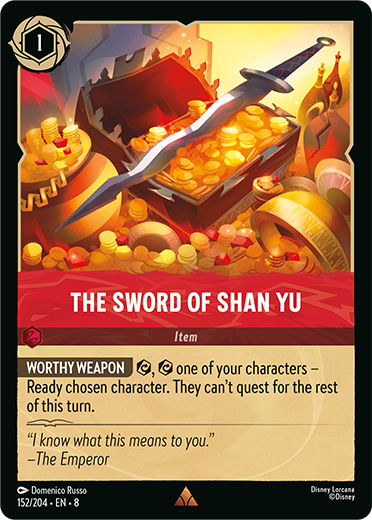 1
THE SWORD OF SHAN YU
Item
WORTHY WEAPON , one of your characters –
Ready chosen character. They can’t quest for the rest
of this turn.
“I know what this means to you.”
–The Emperor
Domenico Russo
152/204 • EN • 8
Disney Lorcana
©Disney